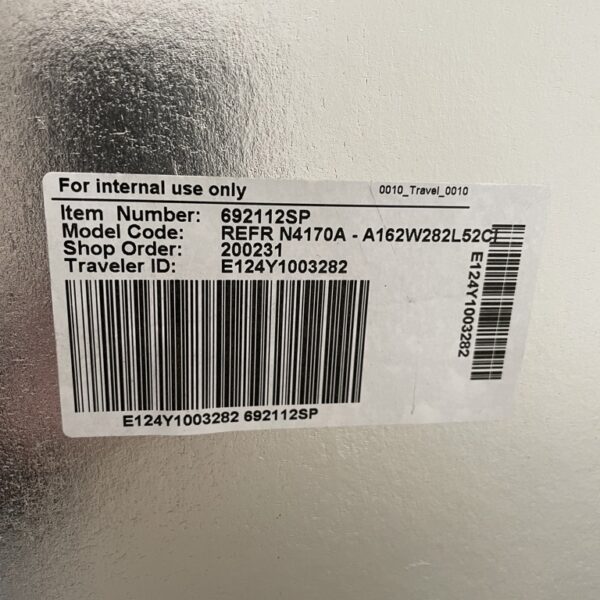 For internal use only 0010_Travel_0010
Item Number: 692112SP
Model Code: REFR N4170A - A162W282L52CL
Shop Order: 200231
Traveler ID: E124Y1003282
E124Y1003282
E124Y1003282 692112SP